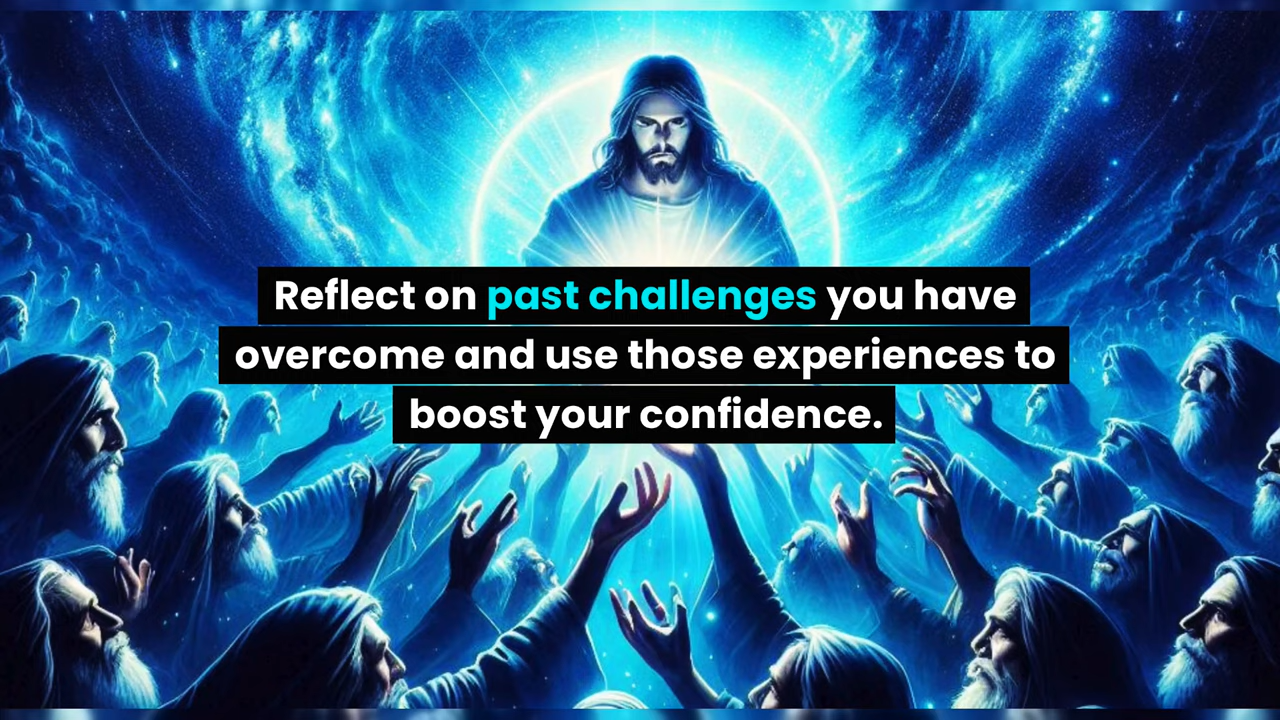 Reflect on past challenges you have
overcome and use those experiences to
boost your confidence.